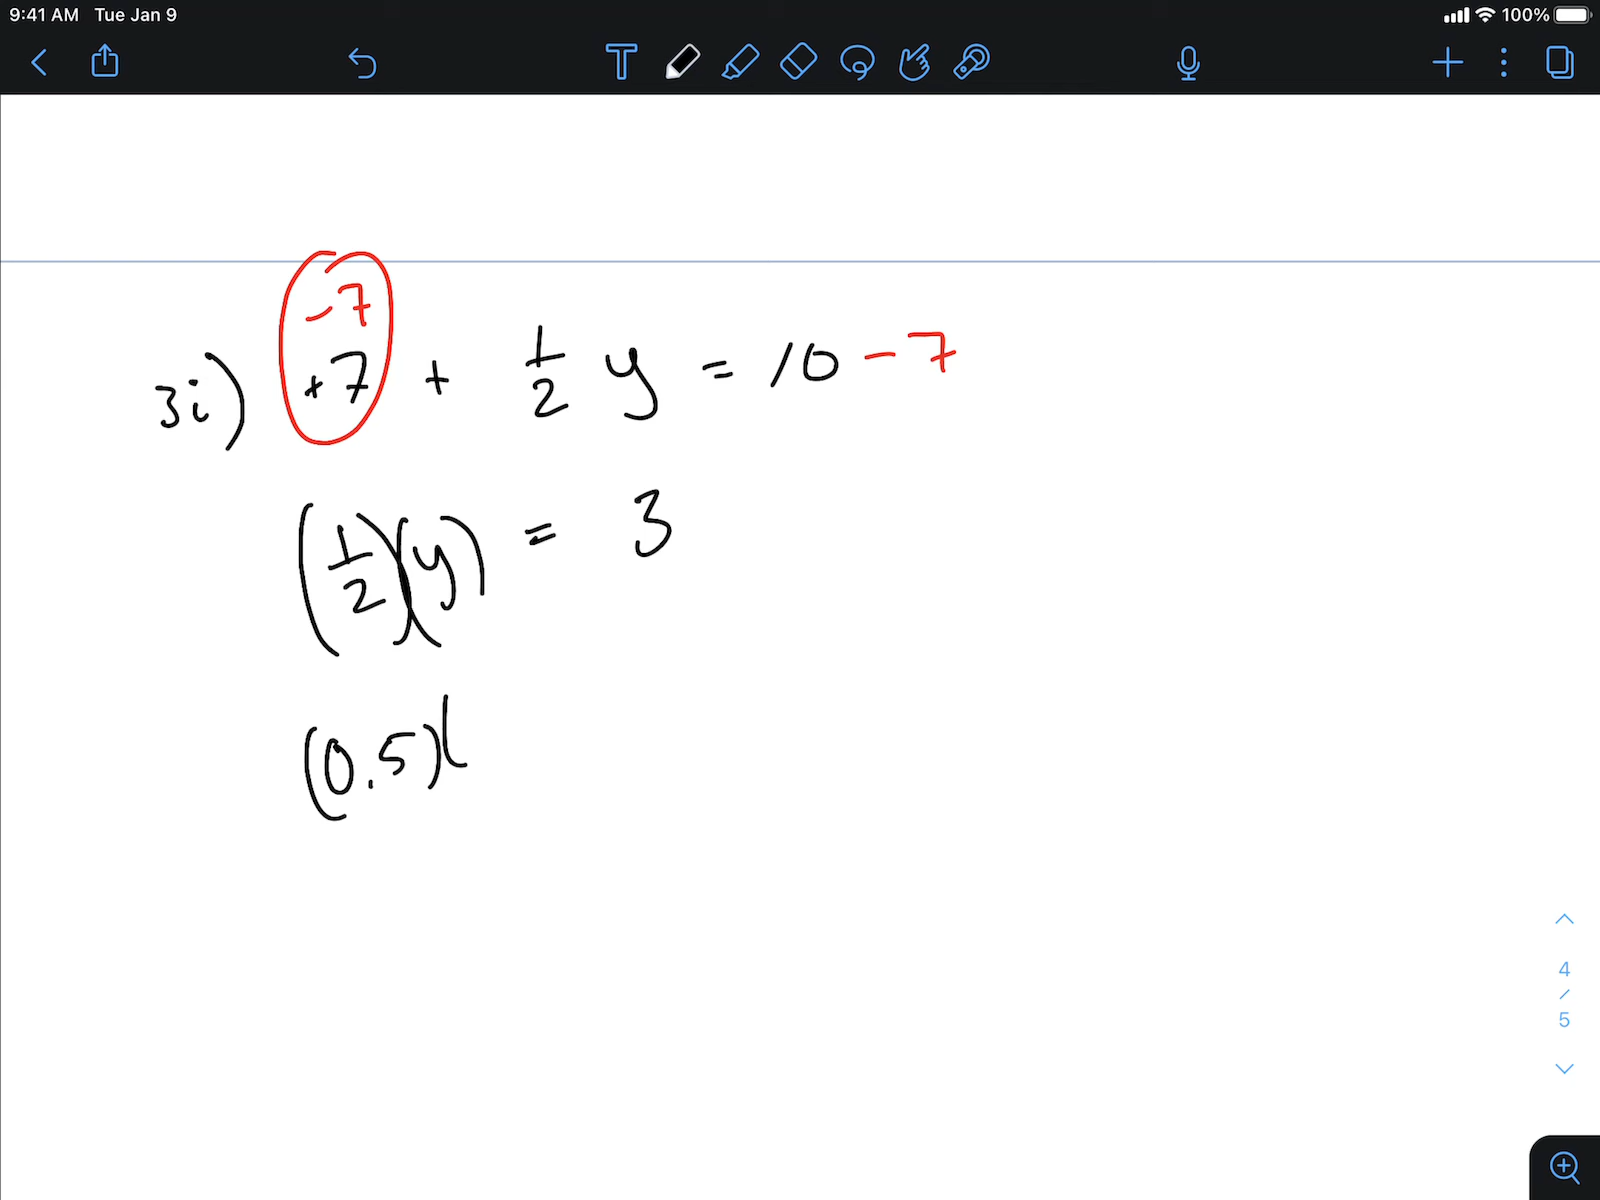 9:41 AM Tue Jan 9 100%
-7
3i) +7 + 1/2 y = 10 - 7
(1/2)(y) = 3
(0.5)(
4
/
5